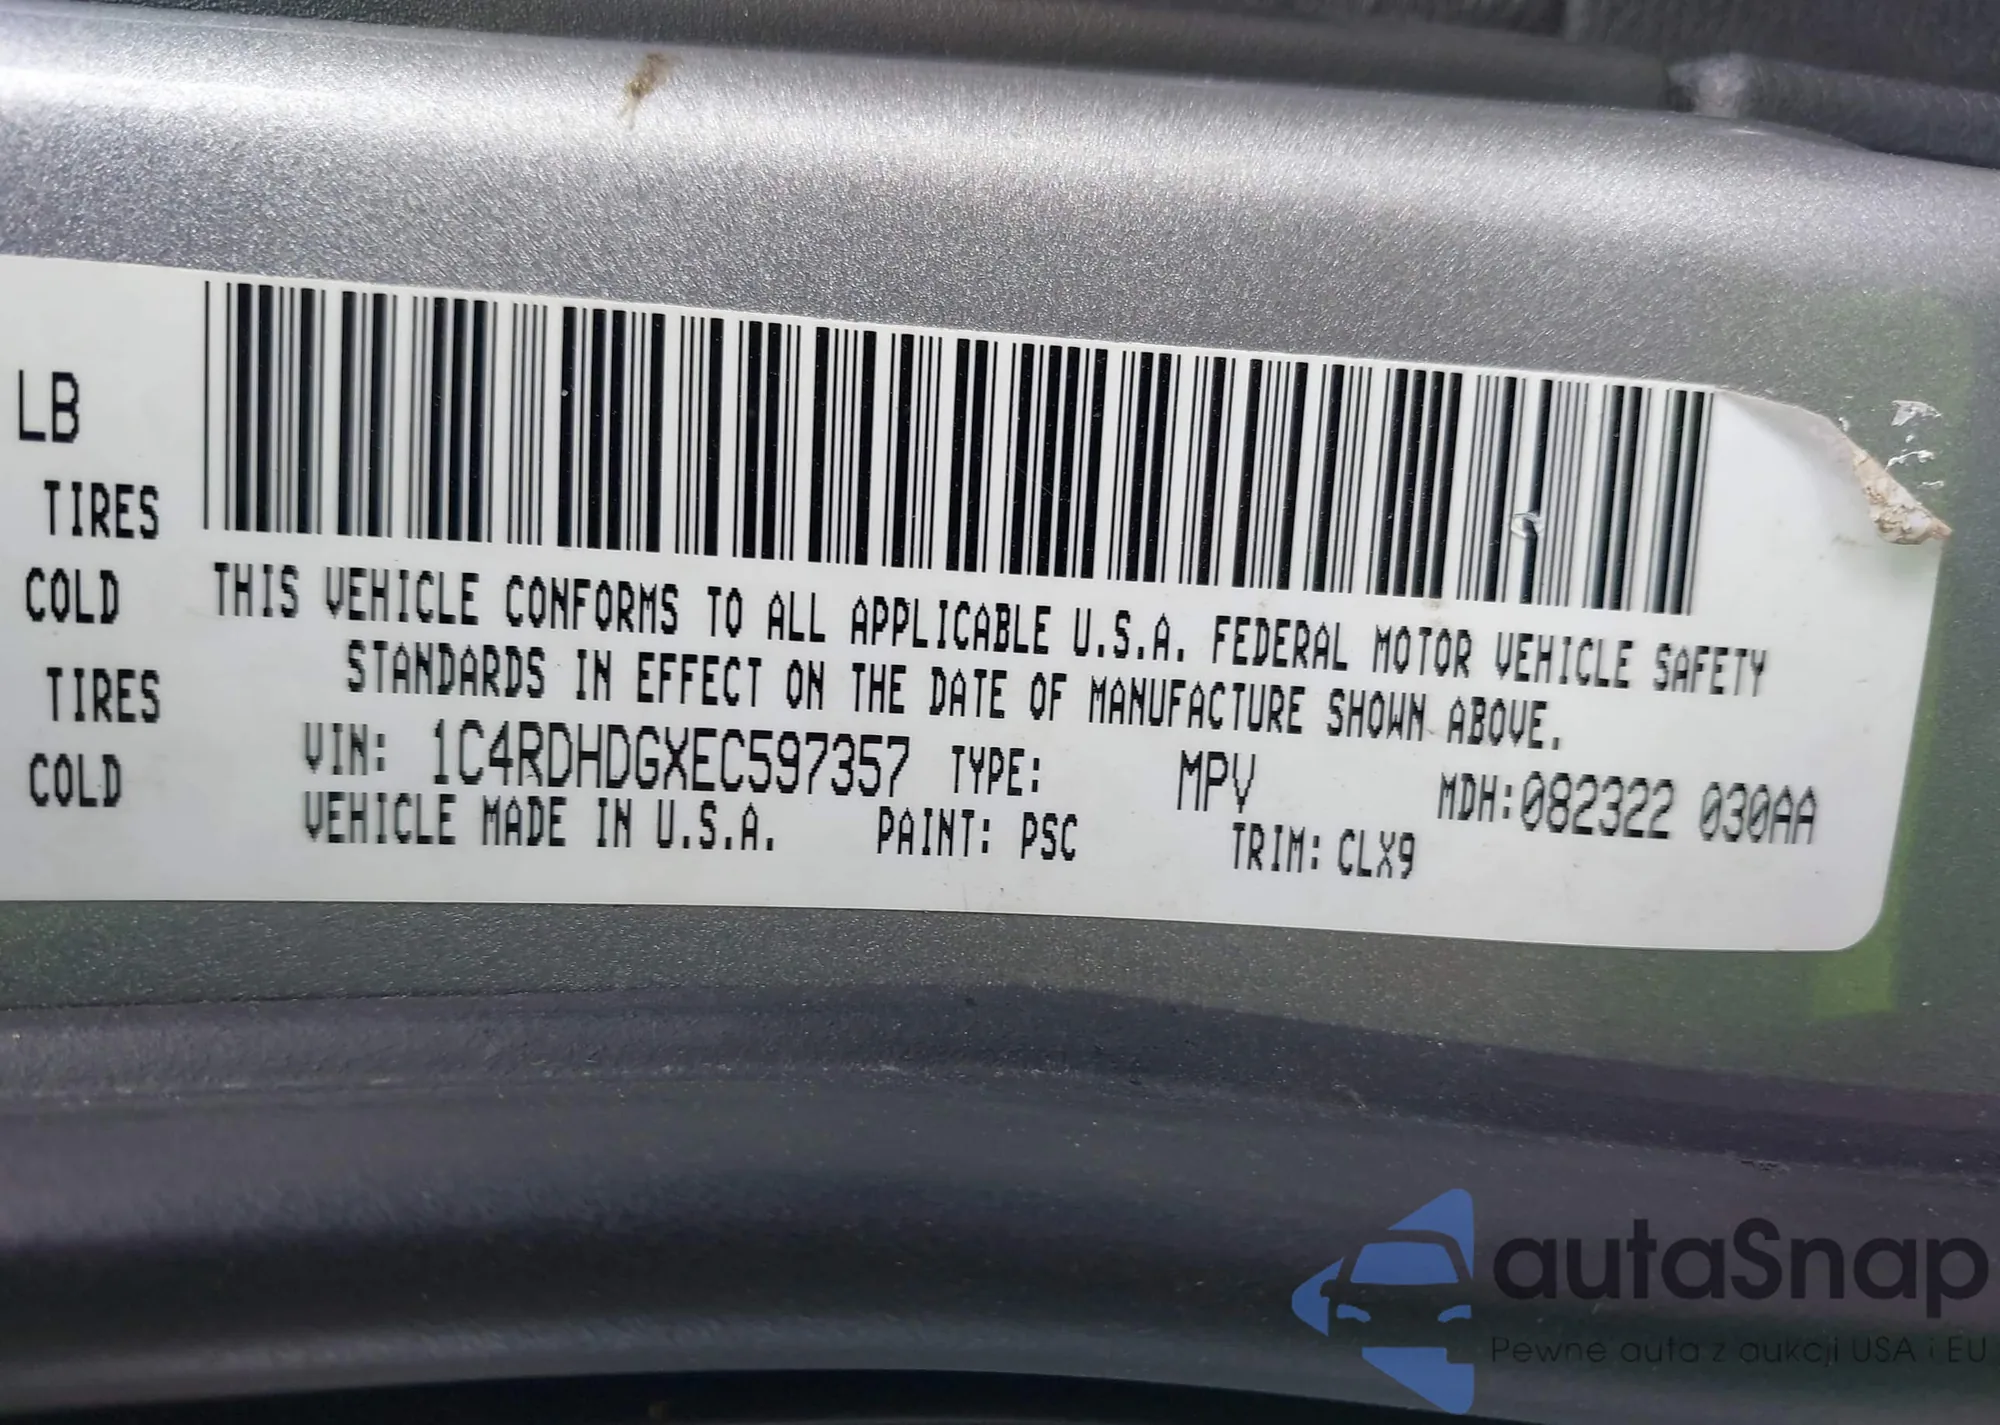 LB
TIRES
COLD
TIRES
COLD
THIS VEHICLE CONFORMS TO ALL APPLICABLE U.S.A. FEDERAL MOTOR VEHICLE SAFETY
STANDARDS IN EFFECT ON THE DATE OF MANUFACTURE SHOWN ABOVE.
VIN: 1C4RDHDGXEC597357 TYPE: MPV MDH:082322 030AA
VEHICLE MADE IN U.S.A. PAINT: PSC TRIM: CLX9
autaSnap
Pewne auta z aukcji USA i EU